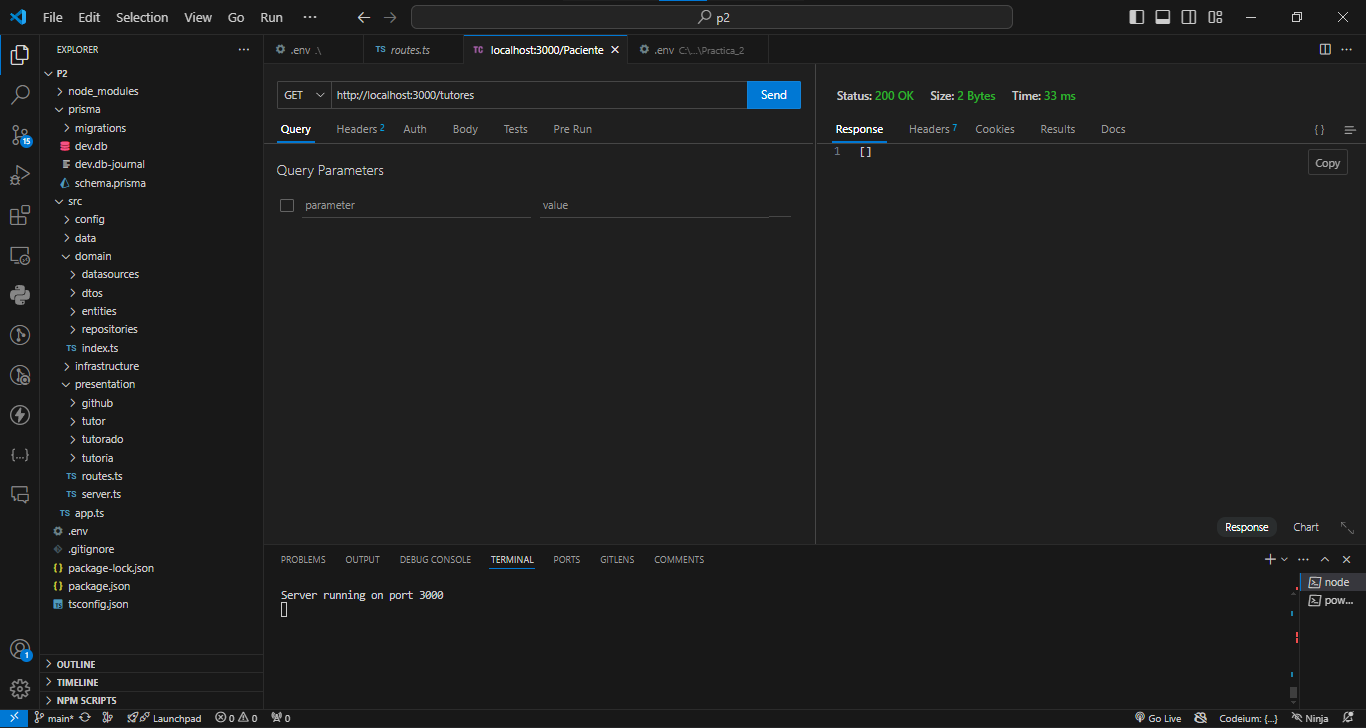 File Edit Selection View Go Run ··· p2
EXPLORER ···
P2
node_modules
prisma
migrations
dev.db
dev.db-journal
schema.prisma
src
config
data
domain
datasources
dtos
entities
repositories
TS index.ts
infrastructure
presentation
github
tutor
tutorado
tutoria
TS routes.ts
TS server.ts
TS app.ts
.env
.gitignore
{} package-lock.json
{} package.json
tsconfig.json
OUTLINE
TIMELINE
NPM SCRIPTS
15
1
.env .\
TS routes.ts
TC localhost:3000/Paciente
.env C:\...\Practica_2
GET http://localhost:3000/tutores Send
Query Headers 2 Auth Body Tests Pre Run
Query Parameters
parameter value
Status: 200 OK Size: 2 Bytes Time: 33 ms
Response Headers 7 Cookies Results Docs { }
1 []
Copy
Response Chart
PROBLEMS OUTPUT DEBUG CONSOLE TERMINAL PORTS GITLENS COMMENTS
Server running on port 3000
node
pow...
main* Launchpad 0 0 0 Go Live Codeium: {...} Ninja